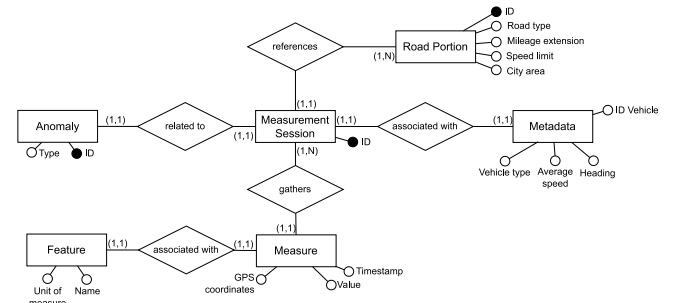 ID
Road type
Mileage extension
Speed limit
City area
references
Road Portion
(1,N)
(1,1)
Anomaly
(1,1)
related to
(1,1)
Measurement
Session
(1,1)
associated with
(1,1)
Metadata
ID Vehicle
Type
ID
ID
(1,N)
Vehicle type
Average
speed
Heading
gathers
(1,1)
Feature
(1,1)
associated with
(1,1)
Measure
Timestamp
GPS
coordinates
Value
Unit of
measure
Name